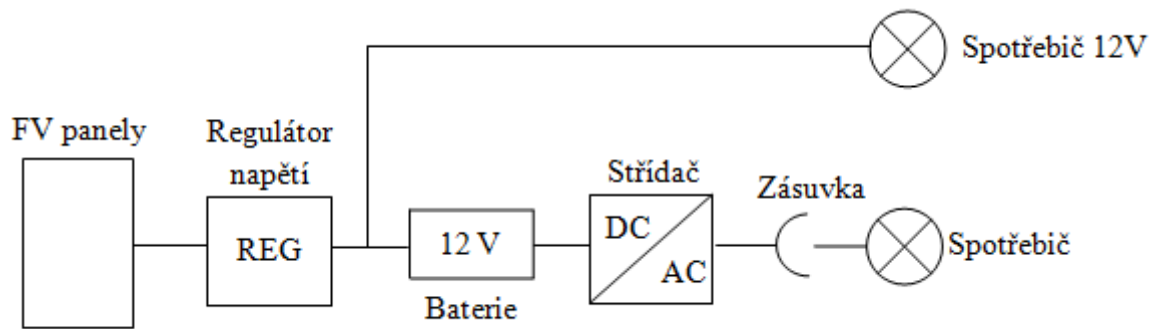 Spotřebič 12V
FV panely
Regulátor
napětí
REG
12 V
Baterie
Střídač
DC
AC
Zásuvka
Spotřebič